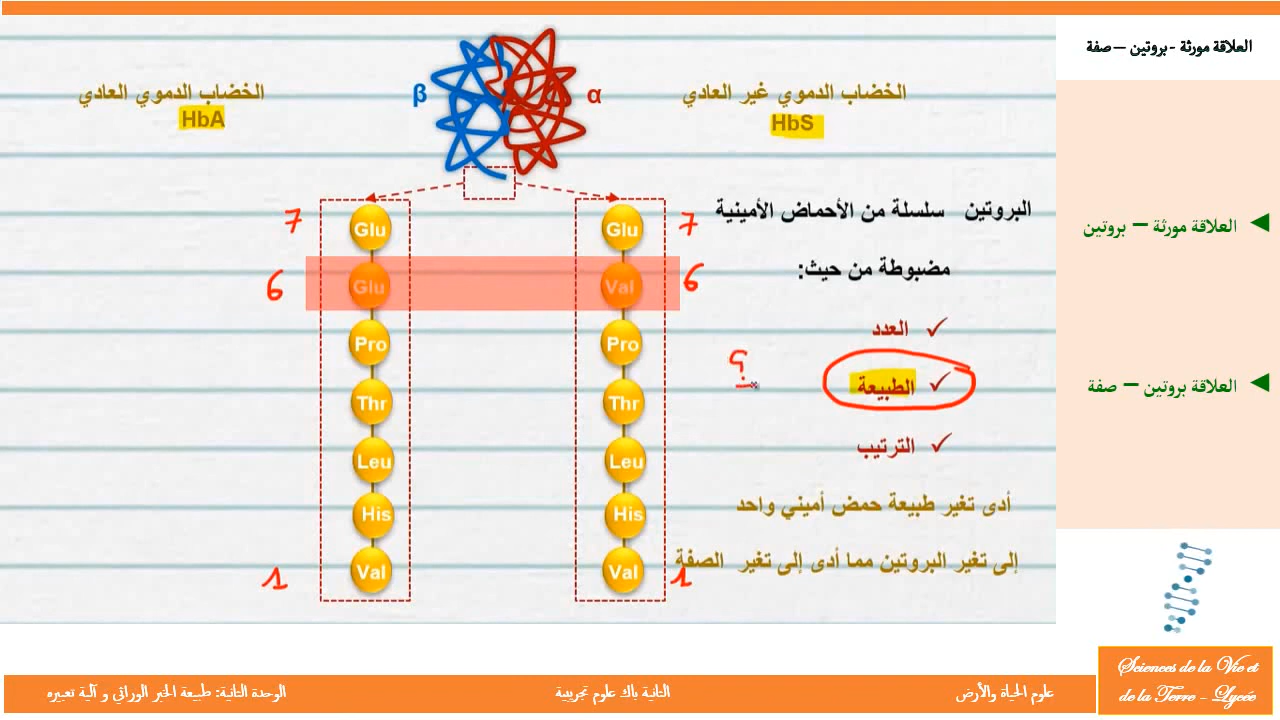 العلاقة مورثة - بروتين – صفة
الخضاب الدموي غير العادي
HbS
α
β
الخضاب الدموي العادي
HbA
البروتين سلسلة من الأحماض الأمينية
مضبوطة من حيث:
✓ العدد
✓ الطبيعة
؟
✓ الترتيب
أدى تغير طبيعة حمض أميني واحد
إلى تغير البروتين مما أدى إلى تغير الصفة
7
Glu
Glu
7
6
Glu
Val
6
Pro
Pro
Thr
Thr
Leu
Leu
His
His
1
Val
Val
1
◄ العلاقة مورثة – بروتين
◄ العلاقة بروتين – صفة
Sciences de la Vie et
de la Terre - Lycée
علوم الحياة والأرض
الثانية باك علوم تجريبية
الوحدة الثانية: طبيعة الخبر الوراثي و آلية تعبيره